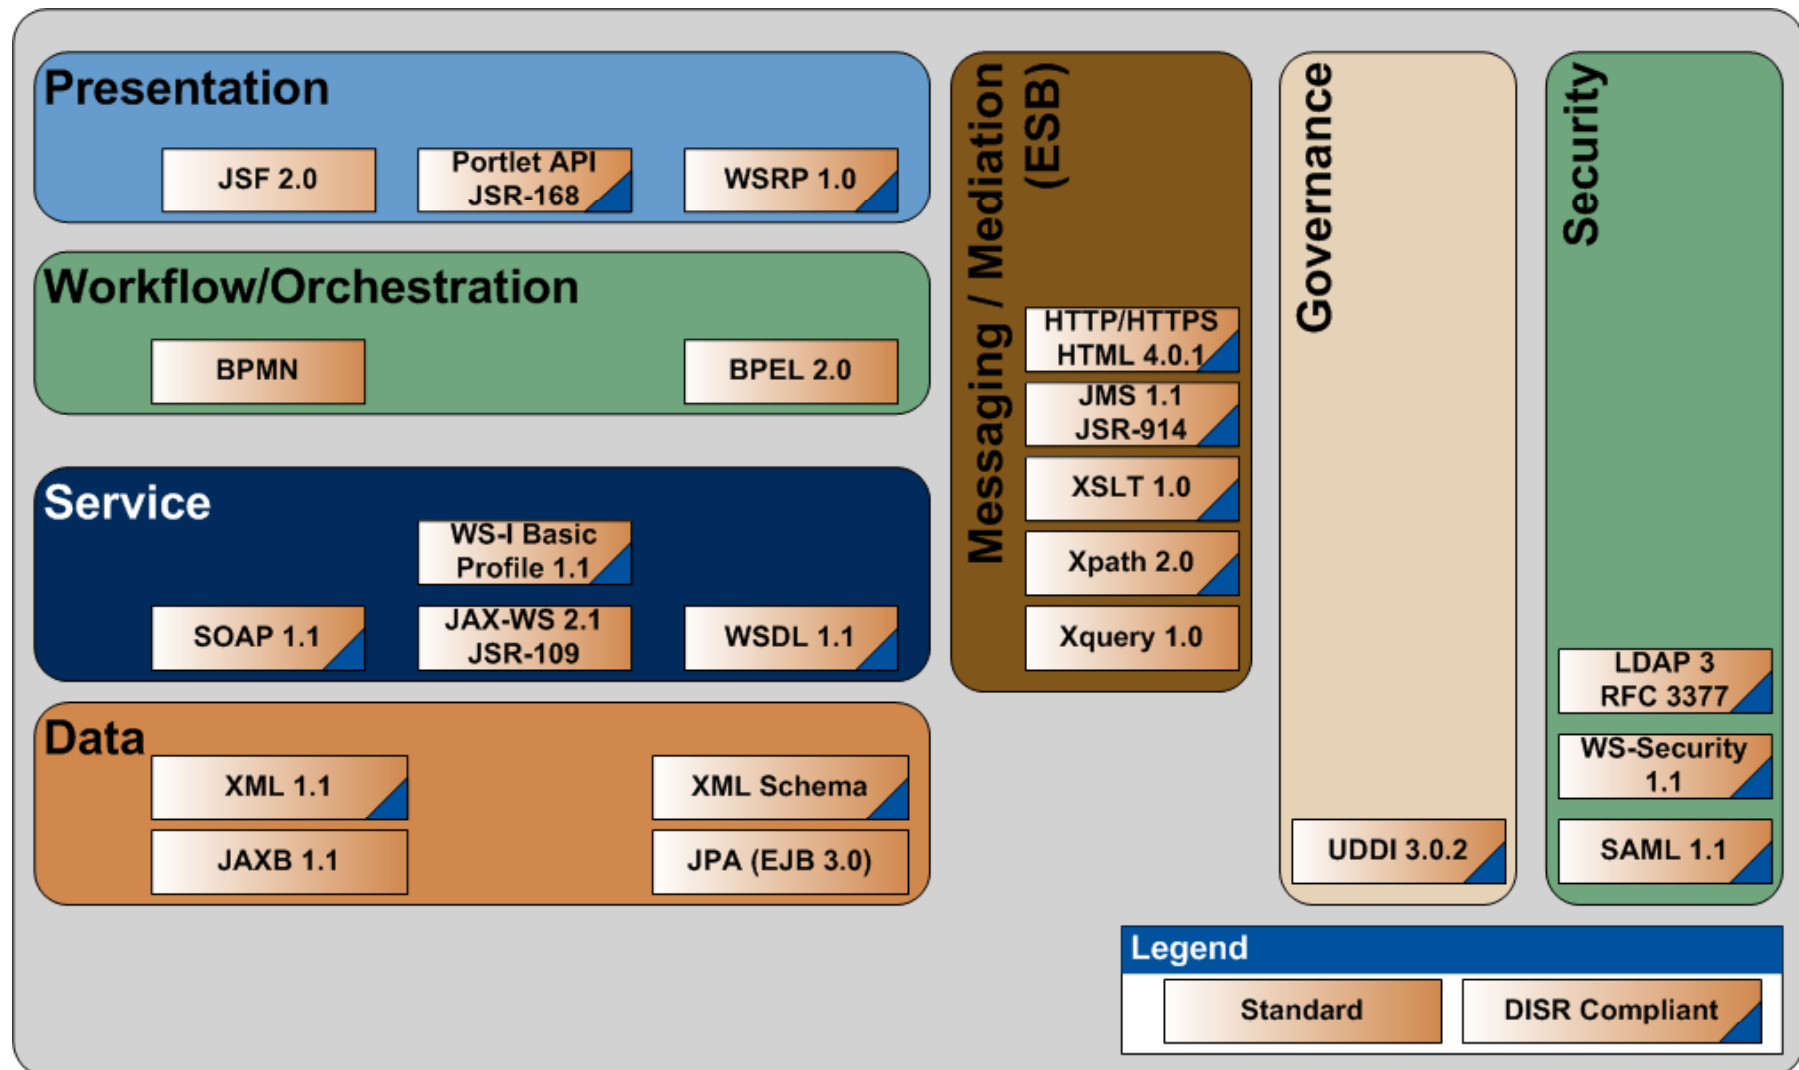 Presentation
JSF 2.0
Portlet API
JSR-168
WSRP 1.0
Workflow/Orchestration
BPMN
BPEL 2.0
Service
WS-I Basic
Profile 1.1
SOAP 1.1
JAX-WS 2.1
JSR-109
WSDL 1.1
Data
XML 1.1
XML Schema
JAXB 1.1
JPA (EJB 3.0)
Messaging / Mediation
(ESB)
HTTP/HTTPS
HTML 4.0.1
JMS 1.1
JSR-914
XSLT 1.0
Xpath 2.0
Xquery 1.0
Governance
UDDI 3.0.2
Security
LDAP 3
RFC 3377
WS-Security
1.1
SAML 1.1
Legend
Standard
DISR Compliant